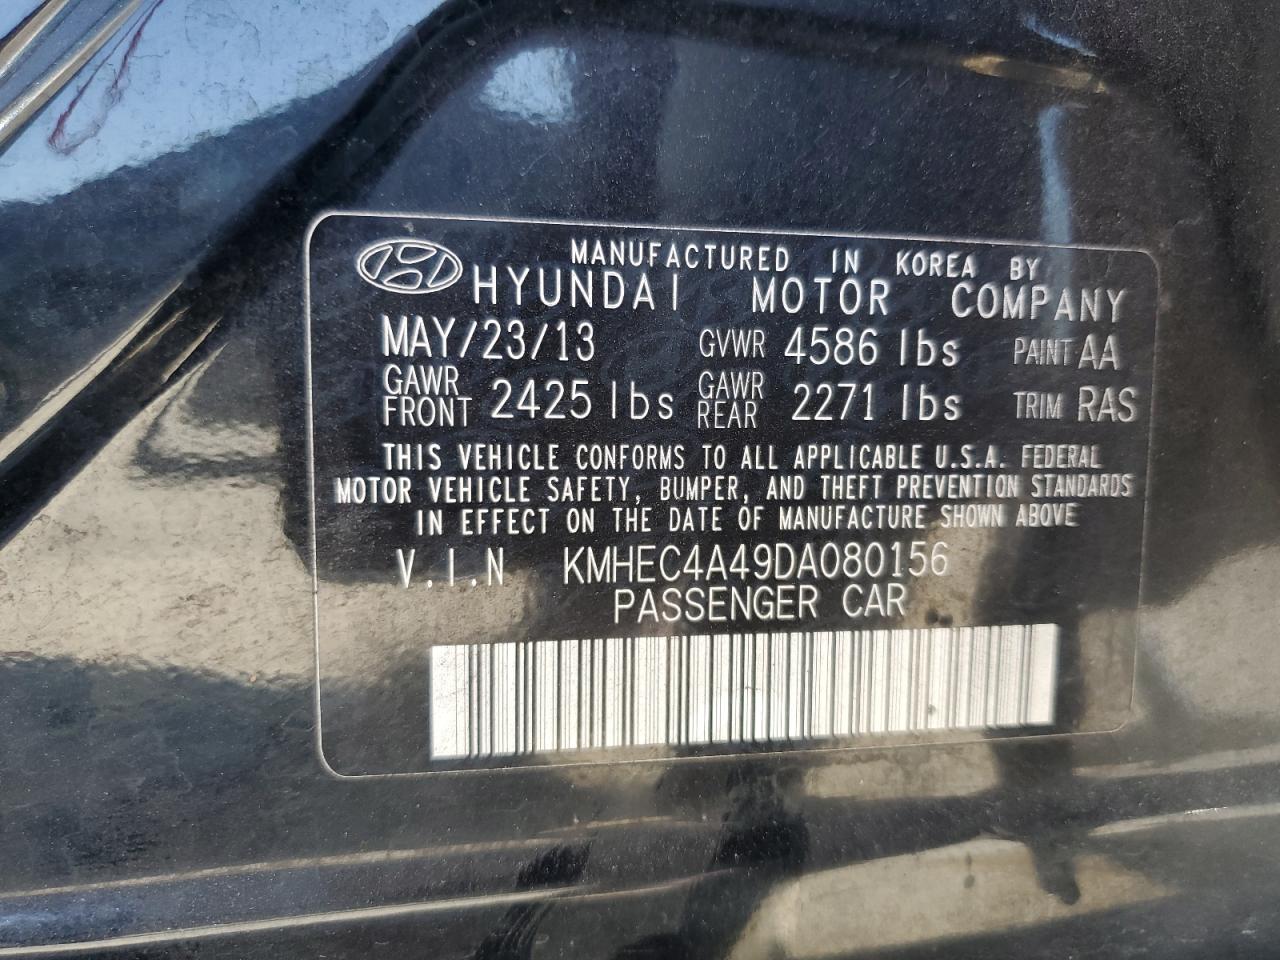 MANUFACTURED IN KOREA BY
HYUNDAI MOTOR COMPANY
MAY/23/13 GVWR 4586 lbs PAINT AA
GAWR FRONT 2425 lbs GAWR REAR 2271 lbs TRIM RAS
THIS VEHICLE CONFORMS TO ALL APPLICABLE U.S.A. FEDERAL
MOTOR VEHICLE SAFETY, BUMPER, AND THEFT PREVENTION STANDARDS
IN EFFECT ON THE DATE OF MANUFACTURE SHOWN ABOVE
V.I.N KMHEC4A49DA080156
PASSENGER CAR